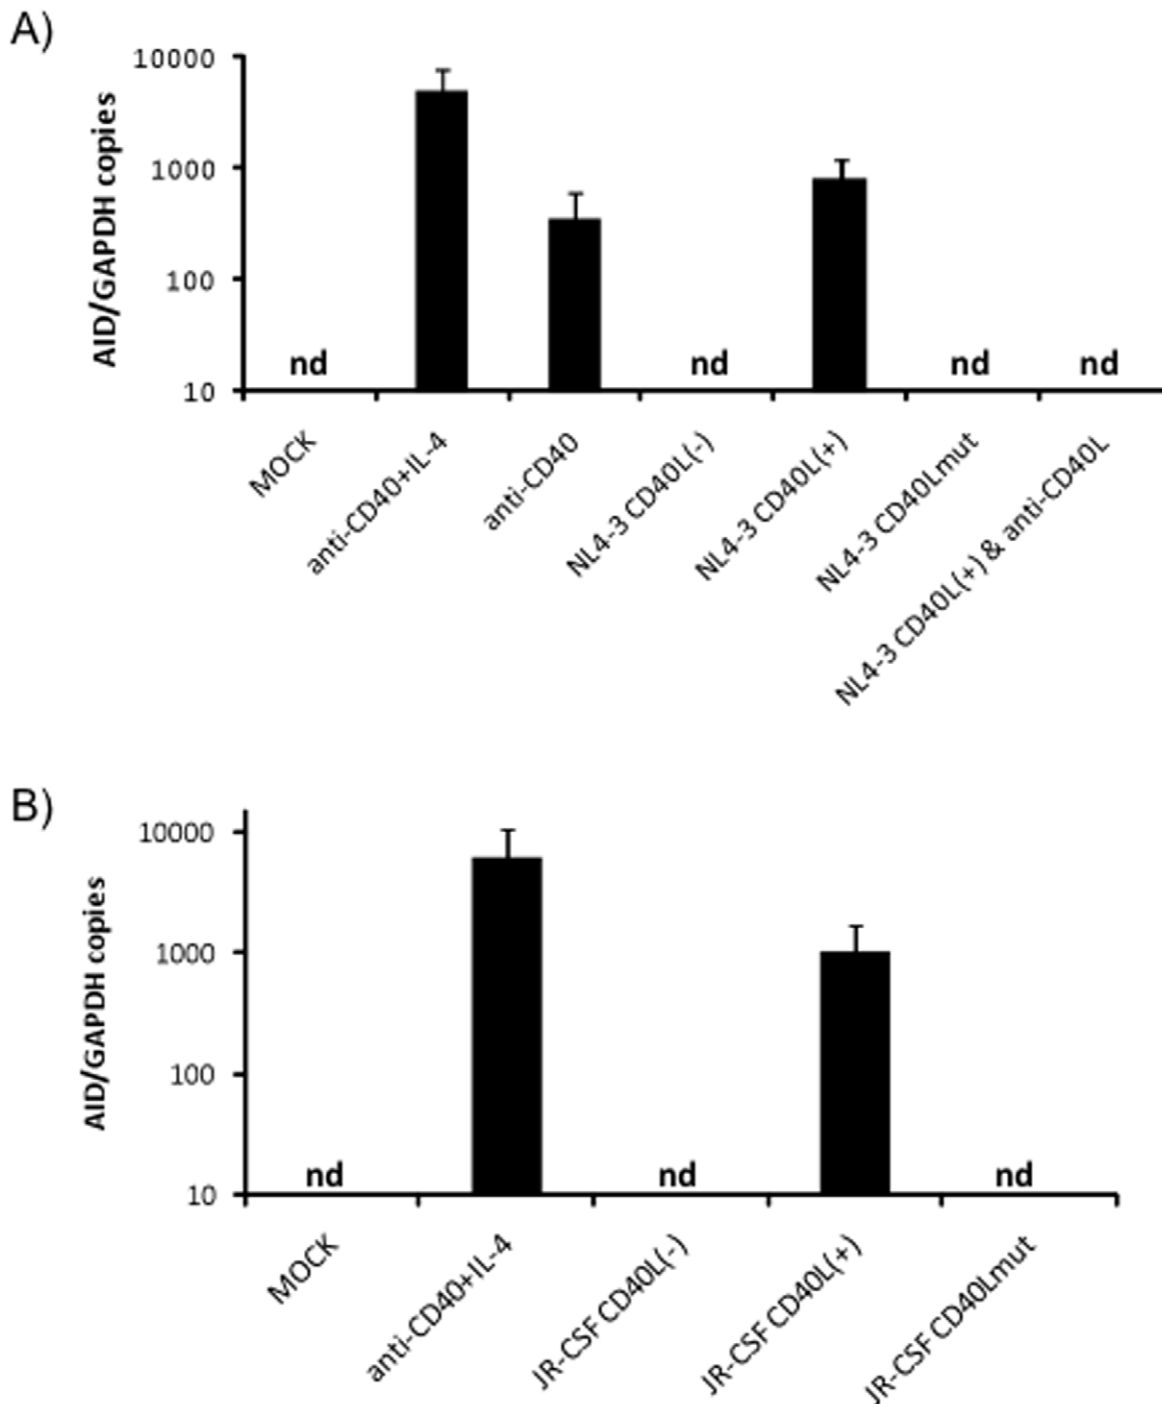 A)
AID/GAPDH copies
10000
1000
100
10
nd
nd
nd
nd
MOCK
anti-CD40+IL-4
anti-CD40
NL4-3 CD40L(-)
NL4-3 CD40L(+)
NL4-3 CD40Lmut
NL4-3 CD40L(+) & anti-CD40L
B)
AID/GAPDH copies
10000
1000
100
10
nd
nd
nd
MOCK
anti-CD40+IL-4
JR-CSF CD40L(-)
JR-CSF CD40L(+)
JR-CSF CD40Lmut